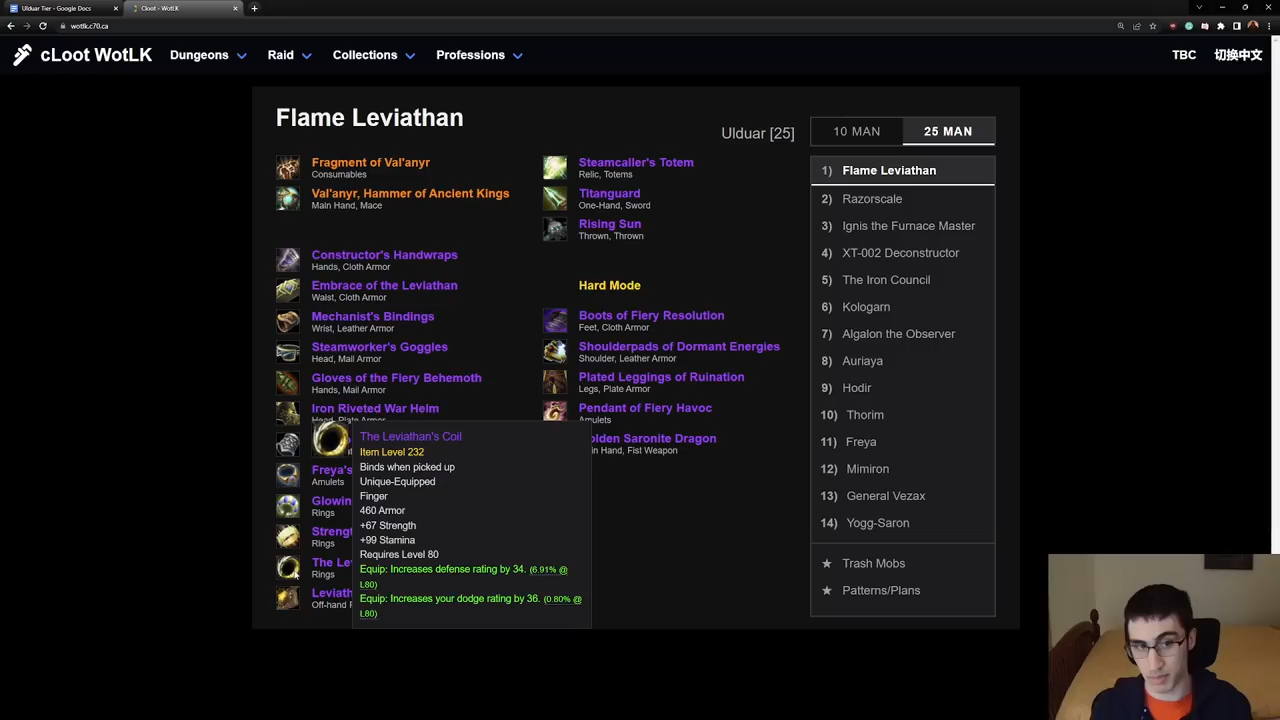 Ulduar Tier - Google Docs
Cloot - WotLK
wotlk.c70.ca
cLoot WotLK
Dungeons
Raid
Collections
Professions
TBC
切换中文
Flame Leviathan
Ulduar [25]
10 MAN
25 MAN
Fragment of Val'anyr
Consumables
Val'anyr, Hammer of Ancient Kings
Main Hand, Mace
Constructor's Handwraps
Hands, Cloth Armor
Embrace of the Leviathan
Waist, Cloth Armor
Mechanist's Bindings
Wrist, Leather Armor
Steamworker's Goggles
Head, Mail Armor
Gloves of the Fiery Behemoth
Hands, Mail Armor
Iron Riveted War Helm
Head, Plate Armor
Freya's
Amulets
Rings
Rings
Rings
Steamcaller's Totem
Relic, Totems
Titanguard
One-Hand, Sword
Rising Sun
Thrown, Thrown
Hard Mode
Boots of Fiery Resolution
Feet, Cloth Armor
Shoulderpads of Dormant Energies
Shoulder, Leather Armor
Plated Leggings of Ruination
Legs, Plate Armor
Pendant of Fiery Havoc
Amulets
Saronite Dragon
Hand, Fist Weapon
The Leviathan's Coil
Item Level 232
Binds when picked up
Unique-Equipped
Finger
460 Armor
+67 Strength
+99 Stamina
Requires Level 80
Equip: Increases defense rating by 34. (6.91% @
L80)
Equip: Increases your dodge rating by 36. (0.80% @
L80)
1) Flame Leviathan
2) Razorscale
3) Ignis the Furnace Master
4) XT-002 Deconstructor
5) The Iron Council
6) Kologarn
7) Algalon the Observer
8) Auriaya
9) Hodir
10) Thorim
11) Freya
12) Mimiron
13) General Vezax
14) Yogg-Saron
Trash Mobs
Patterns/Plans